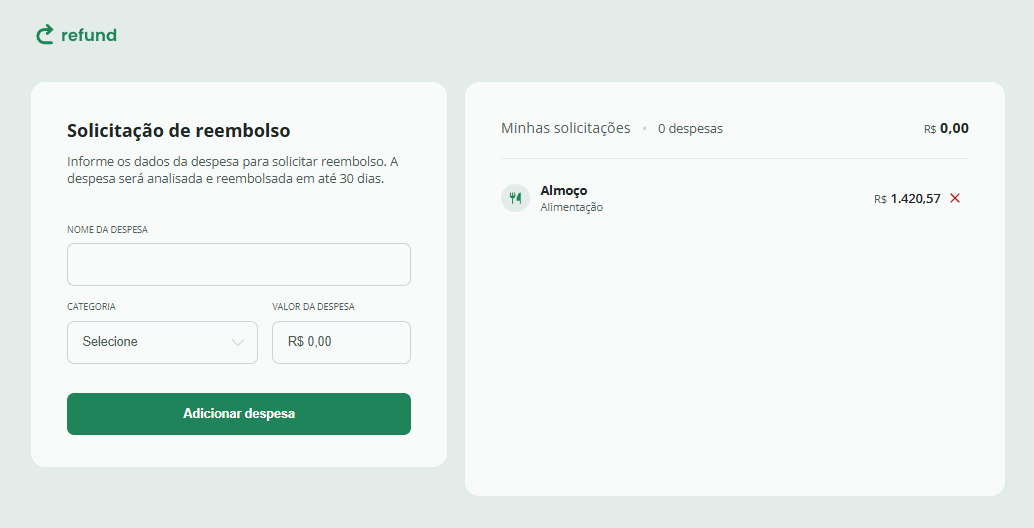 refund
Solicitação de reembolso
Informe os dados da despesa para solicitar reembolso. A
despesa será analisada e reembolsada em até 30 dias.
NOME DA DESPESA
CATEGORIA
VALOR DA DESPESA
Selecione
R$ 0,00
Adicionar despesa
Minhas solicitações • 0 despesas
R$ 0,00
Almoço
Alimentação
R$ 1.420,57